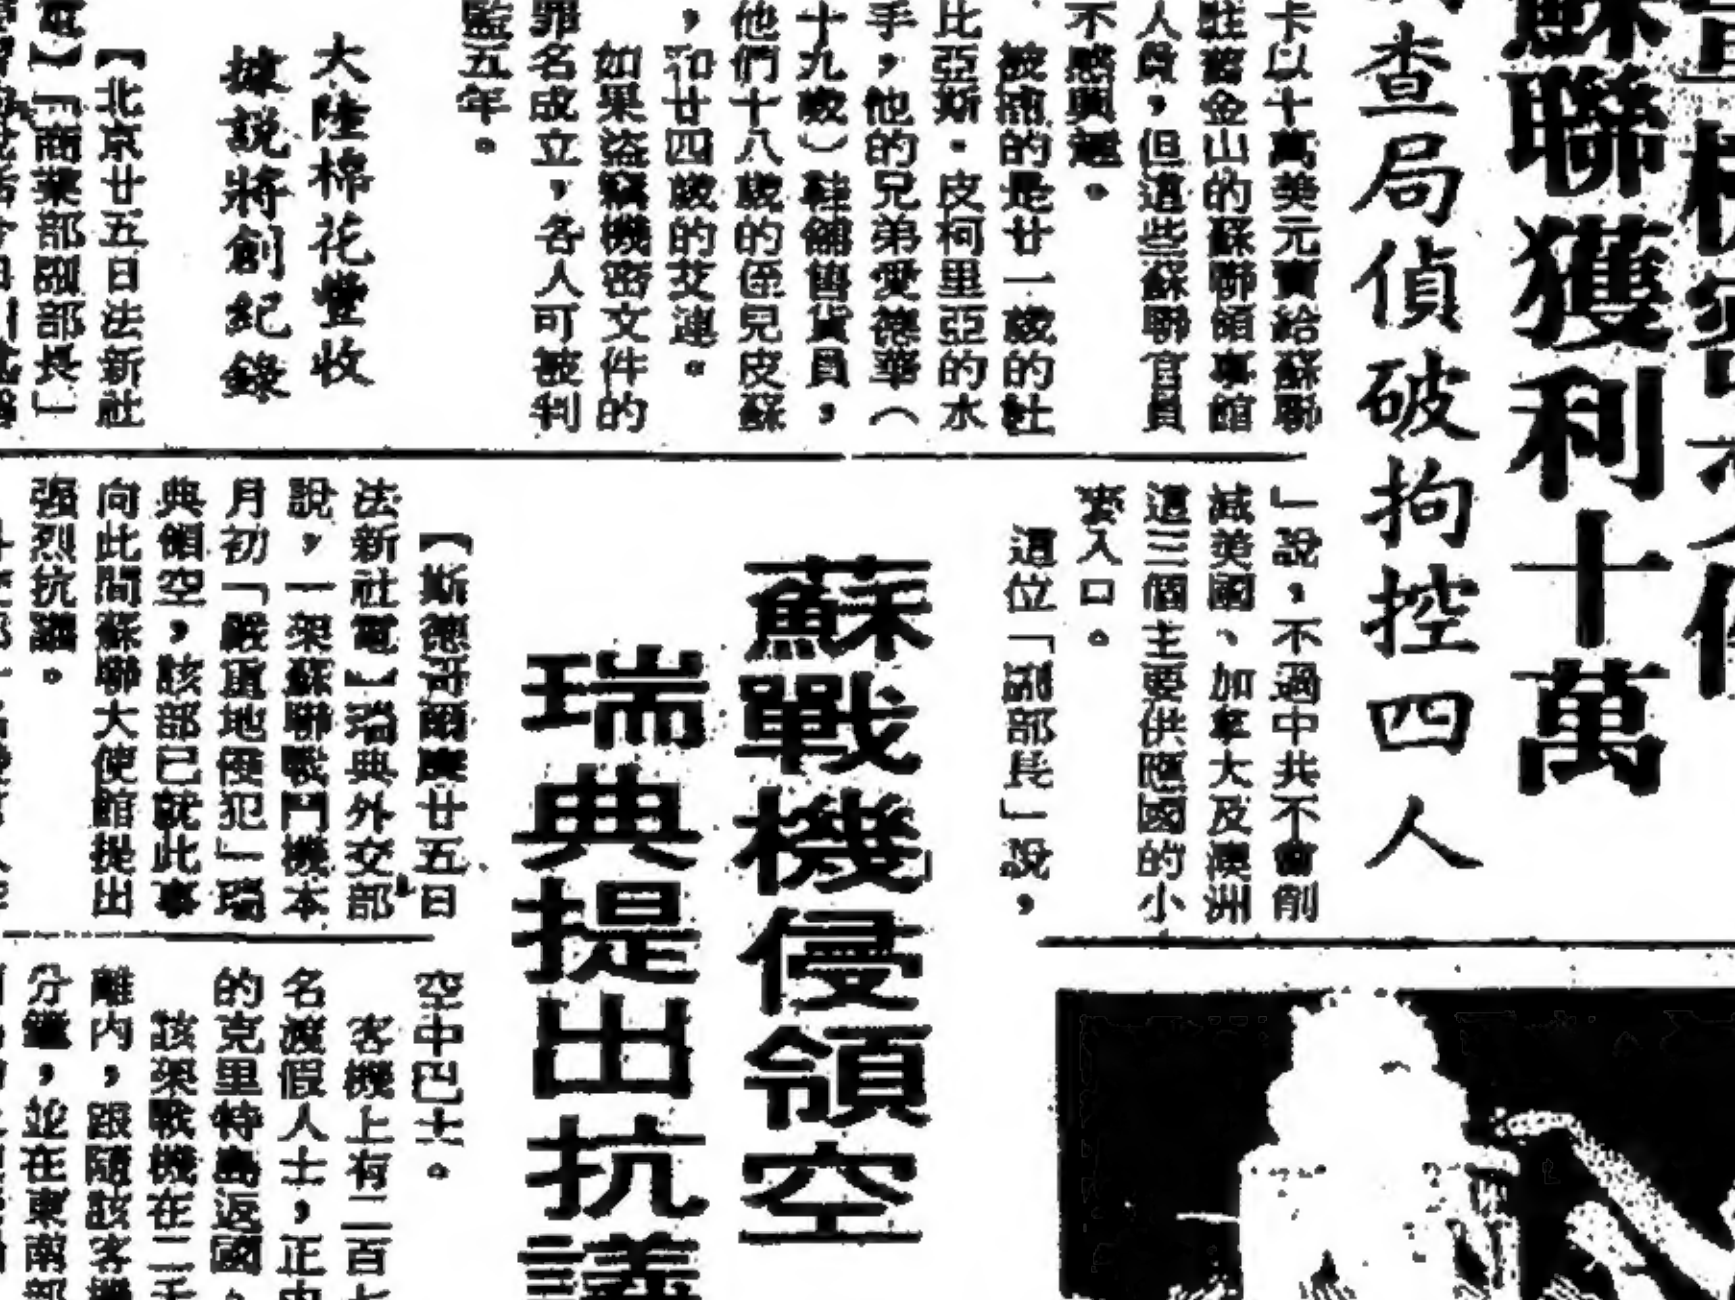 蘇聯獲利十萬
查局偵破拘控四人
卡以十萬美元賣給蘇聯
駐舊金山的蘇聯領事館
人員，但這些蘇聯官員
不感興趣。
被捕的是廿一歲的杜
比亞斯·皮柯里亞的水
手，他的兄弟愛德華（
十九歲）鞋舖售貨員，
他們十八歲的侄兒皮蘇
，和廿四歲的艾連。
如果盜竊機密文件的
罪名成立，各人可被判
監五年。
大陸棉花豐收
據說將創紀錄
【北京廿五日法新社
電】「商業部副部長」
」說，不過中共不會削
減美國、加拿大及澳洲
這三個主要供應國的小
麥入口。
這位「副部長」說，
蘇戰機侵領空
瑞典提出抗議
【斯德哥爾摩廿五日
法新社電】瑞典外交部
說，一架蘇聯戰鬥機本
月初「嚴重地侵犯」瑞
典領空，該部已就此事
向此間蘇聯大使館提出
強烈抗議。
空中巴士。
客機上有二百七
名渡假人士，正由
的克里特島返國。
該架戰機在二千
離內，跟隨該客機
分鐘，並在東南部